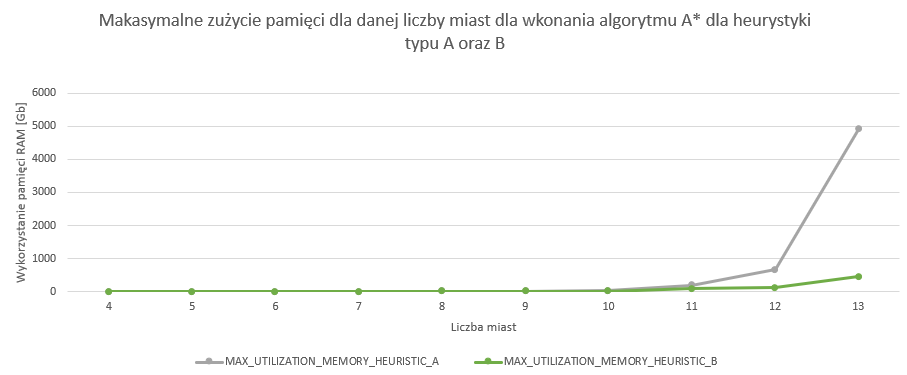 Makasymalne zużycie pamięci dla danej liczby miast dla wkonania algorytmu A* dla heurystyki
typu A oraz B
Wykorzystanie pamięci RAM [Gb]
6000
5000
4000
3000
2000
1000
0
4 5 6 7 8 9 10 11 12 13
Liczba miast
MAX_UTILIZATION_MEMORY_HEURISTIC_A MAX_UTILIZATION_MEMORY_HEURISTIC_B